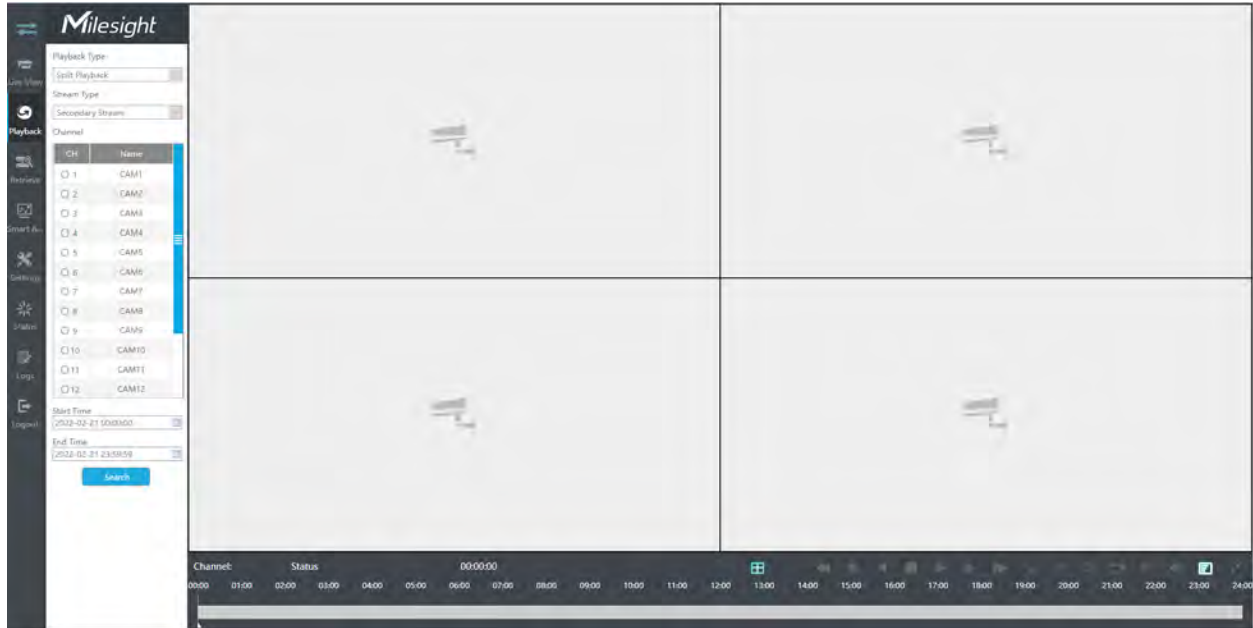 Milesight
Live View
Playback
Retrieve
Smart A...
Settings
Status
Logs
Logout
Playback Type
Split Playback
Stream Type
Secondary Stream
Channel
CH Name
1 CAM1
2 CAM2
3 CAM3
4 CAM4
5 CAM5
6 CAM6
7 CAM7
8 CAM8
9 CAM9
10 CAM10
11 CAM11
12 CAM12
Start Time
2022-02-21 00:00:00
End Time
2022-02-21 23:59:59
Search
Channel: Status 00:00:00
00:00 01:00 02:00 03:00 04:00 05:00 06:00 07:00 08:00 09:00 10:00 11:00 12:00 13:00 14:00 15:00 16:00 17:00 18:00 19:00 20:00 21:00 22:00 23:00 24:00